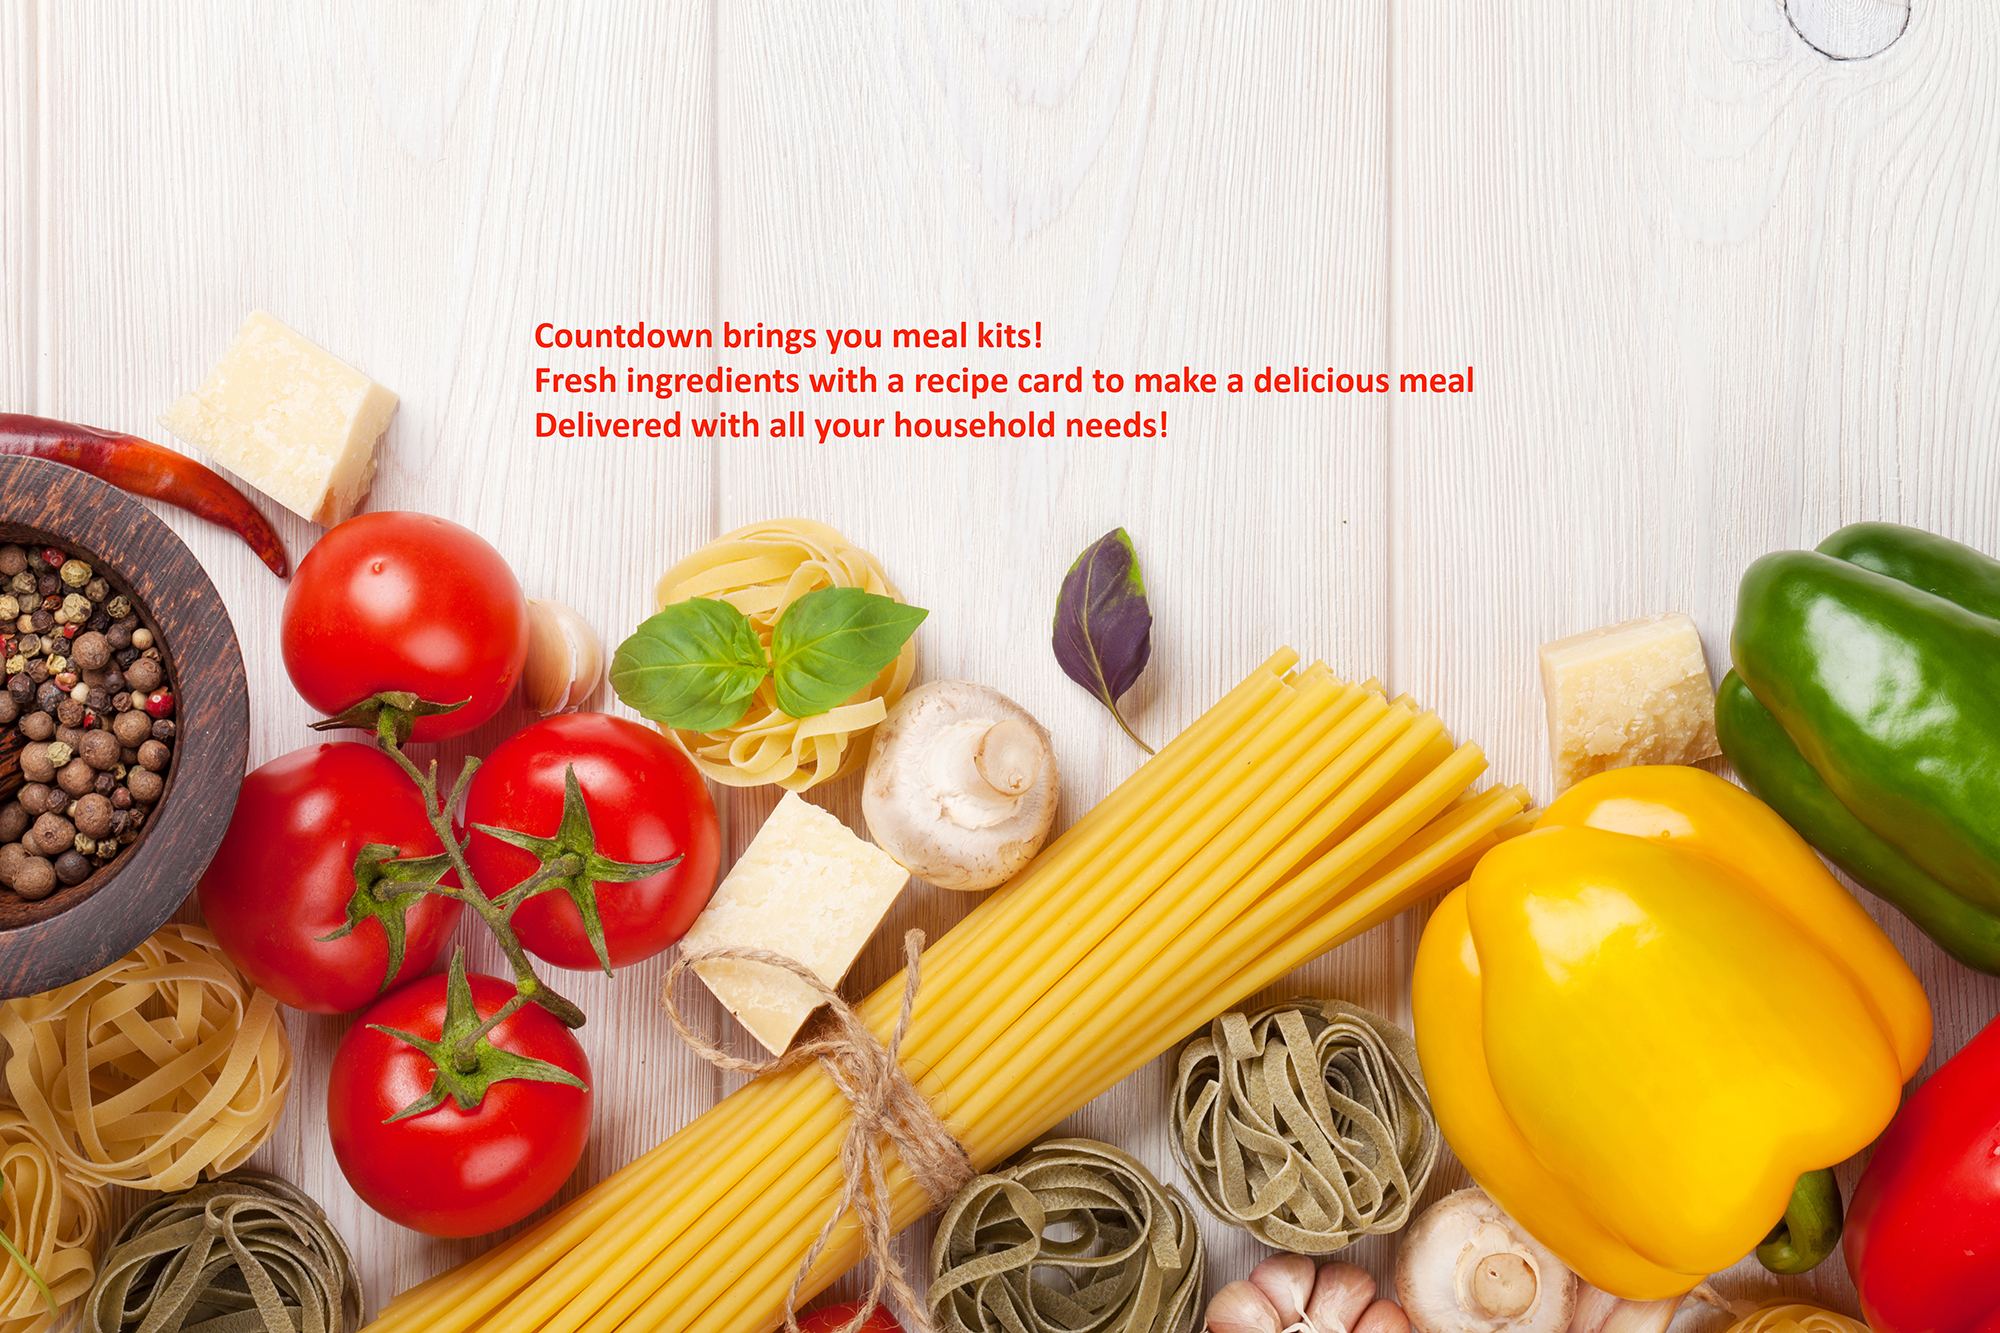 Countdown brings you meal kits!
Fresh ingredients with a recipe card to make a delicious meal
Delivered with all your household needs!